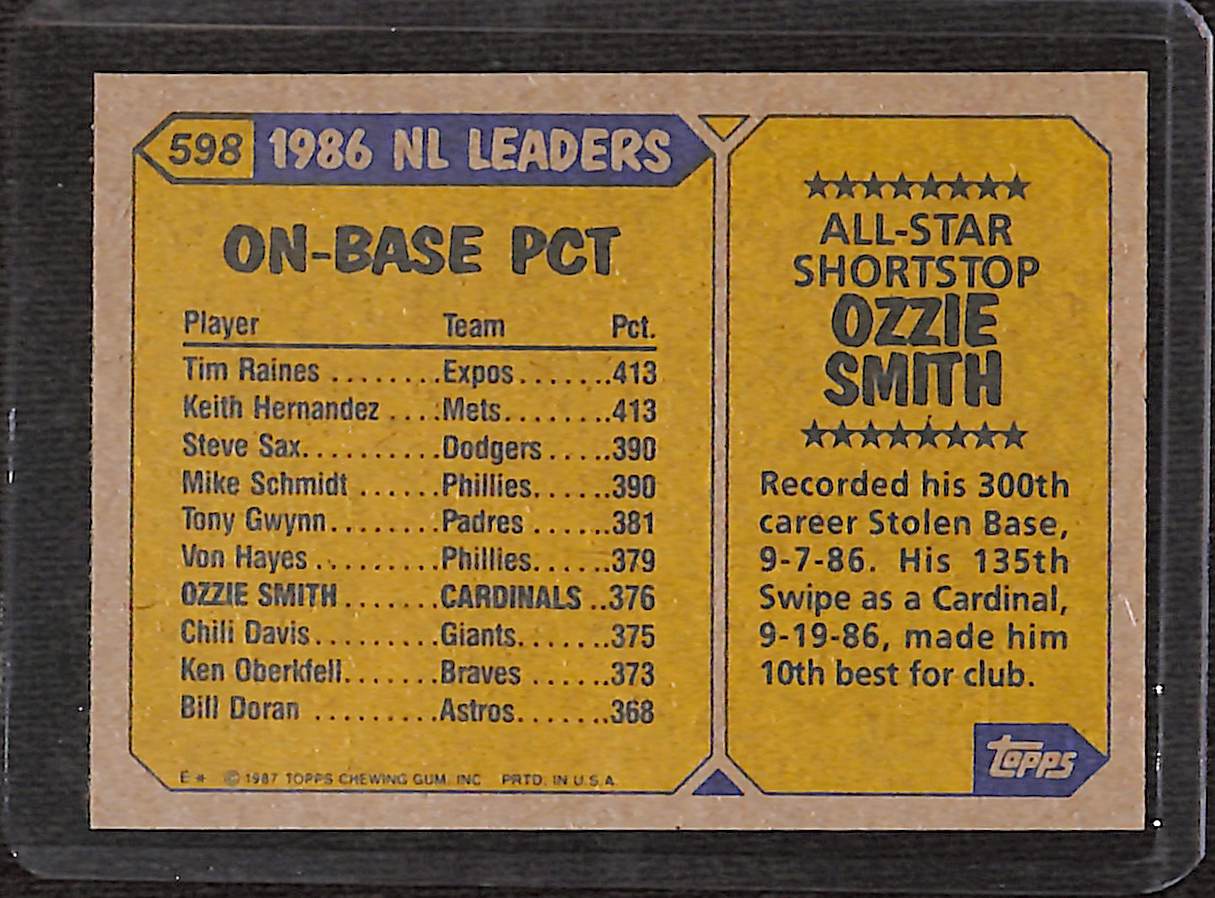 598 1986 NL LEADERS
ON-BASE PCT
Player Team Pct.
Tim Raines ........Expos.......413
Keith Hernandez ....Mets........413
Steve Sax..........Dodgers.....390
Mike Schmidt ......Phillies......390
Tony Gwynn........Padres ......381
Von Hayes .........Phillies......379
OZZIE SMITH.......CARDINALS ..376
Chili Davis.........Giants.......375
Ken Oberkfell.......Braves ......373
Bill Doran .........Astros.......368
E* © 1987 TOPPS CHEWING GUM, INC PRTD. IN U.S.A.
★★★★★★★★
ALL-STAR
SHORTSTOP
OZZIE
SMITH
★★★★★★★★
Recorded his 300th
career Stolen Base,
9-7-86. His 135th
Swipe as a Cardinal,
9-19-86, made him
10th best for club.
topps